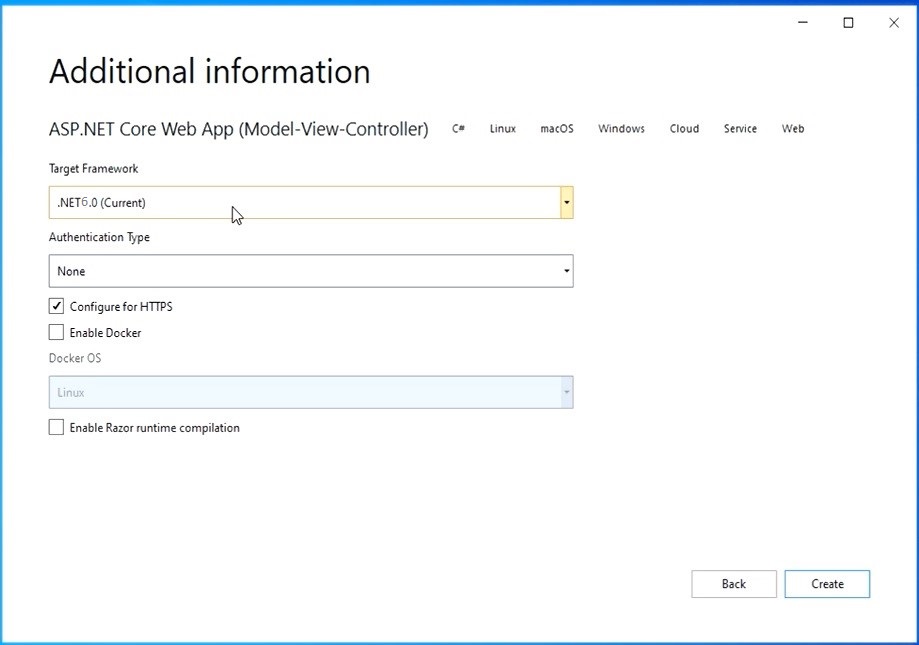 Additional information
ASP.NET Core Web App (Model-View-Controller) C# Linux macOS Windows Cloud Service Web
Target Framework
.NET6.0 (Current)
Authentication Type
None
Configure for HTTPS
Enable Docker
Docker OS
Linux
Enable Razor runtime compilation
Back Create